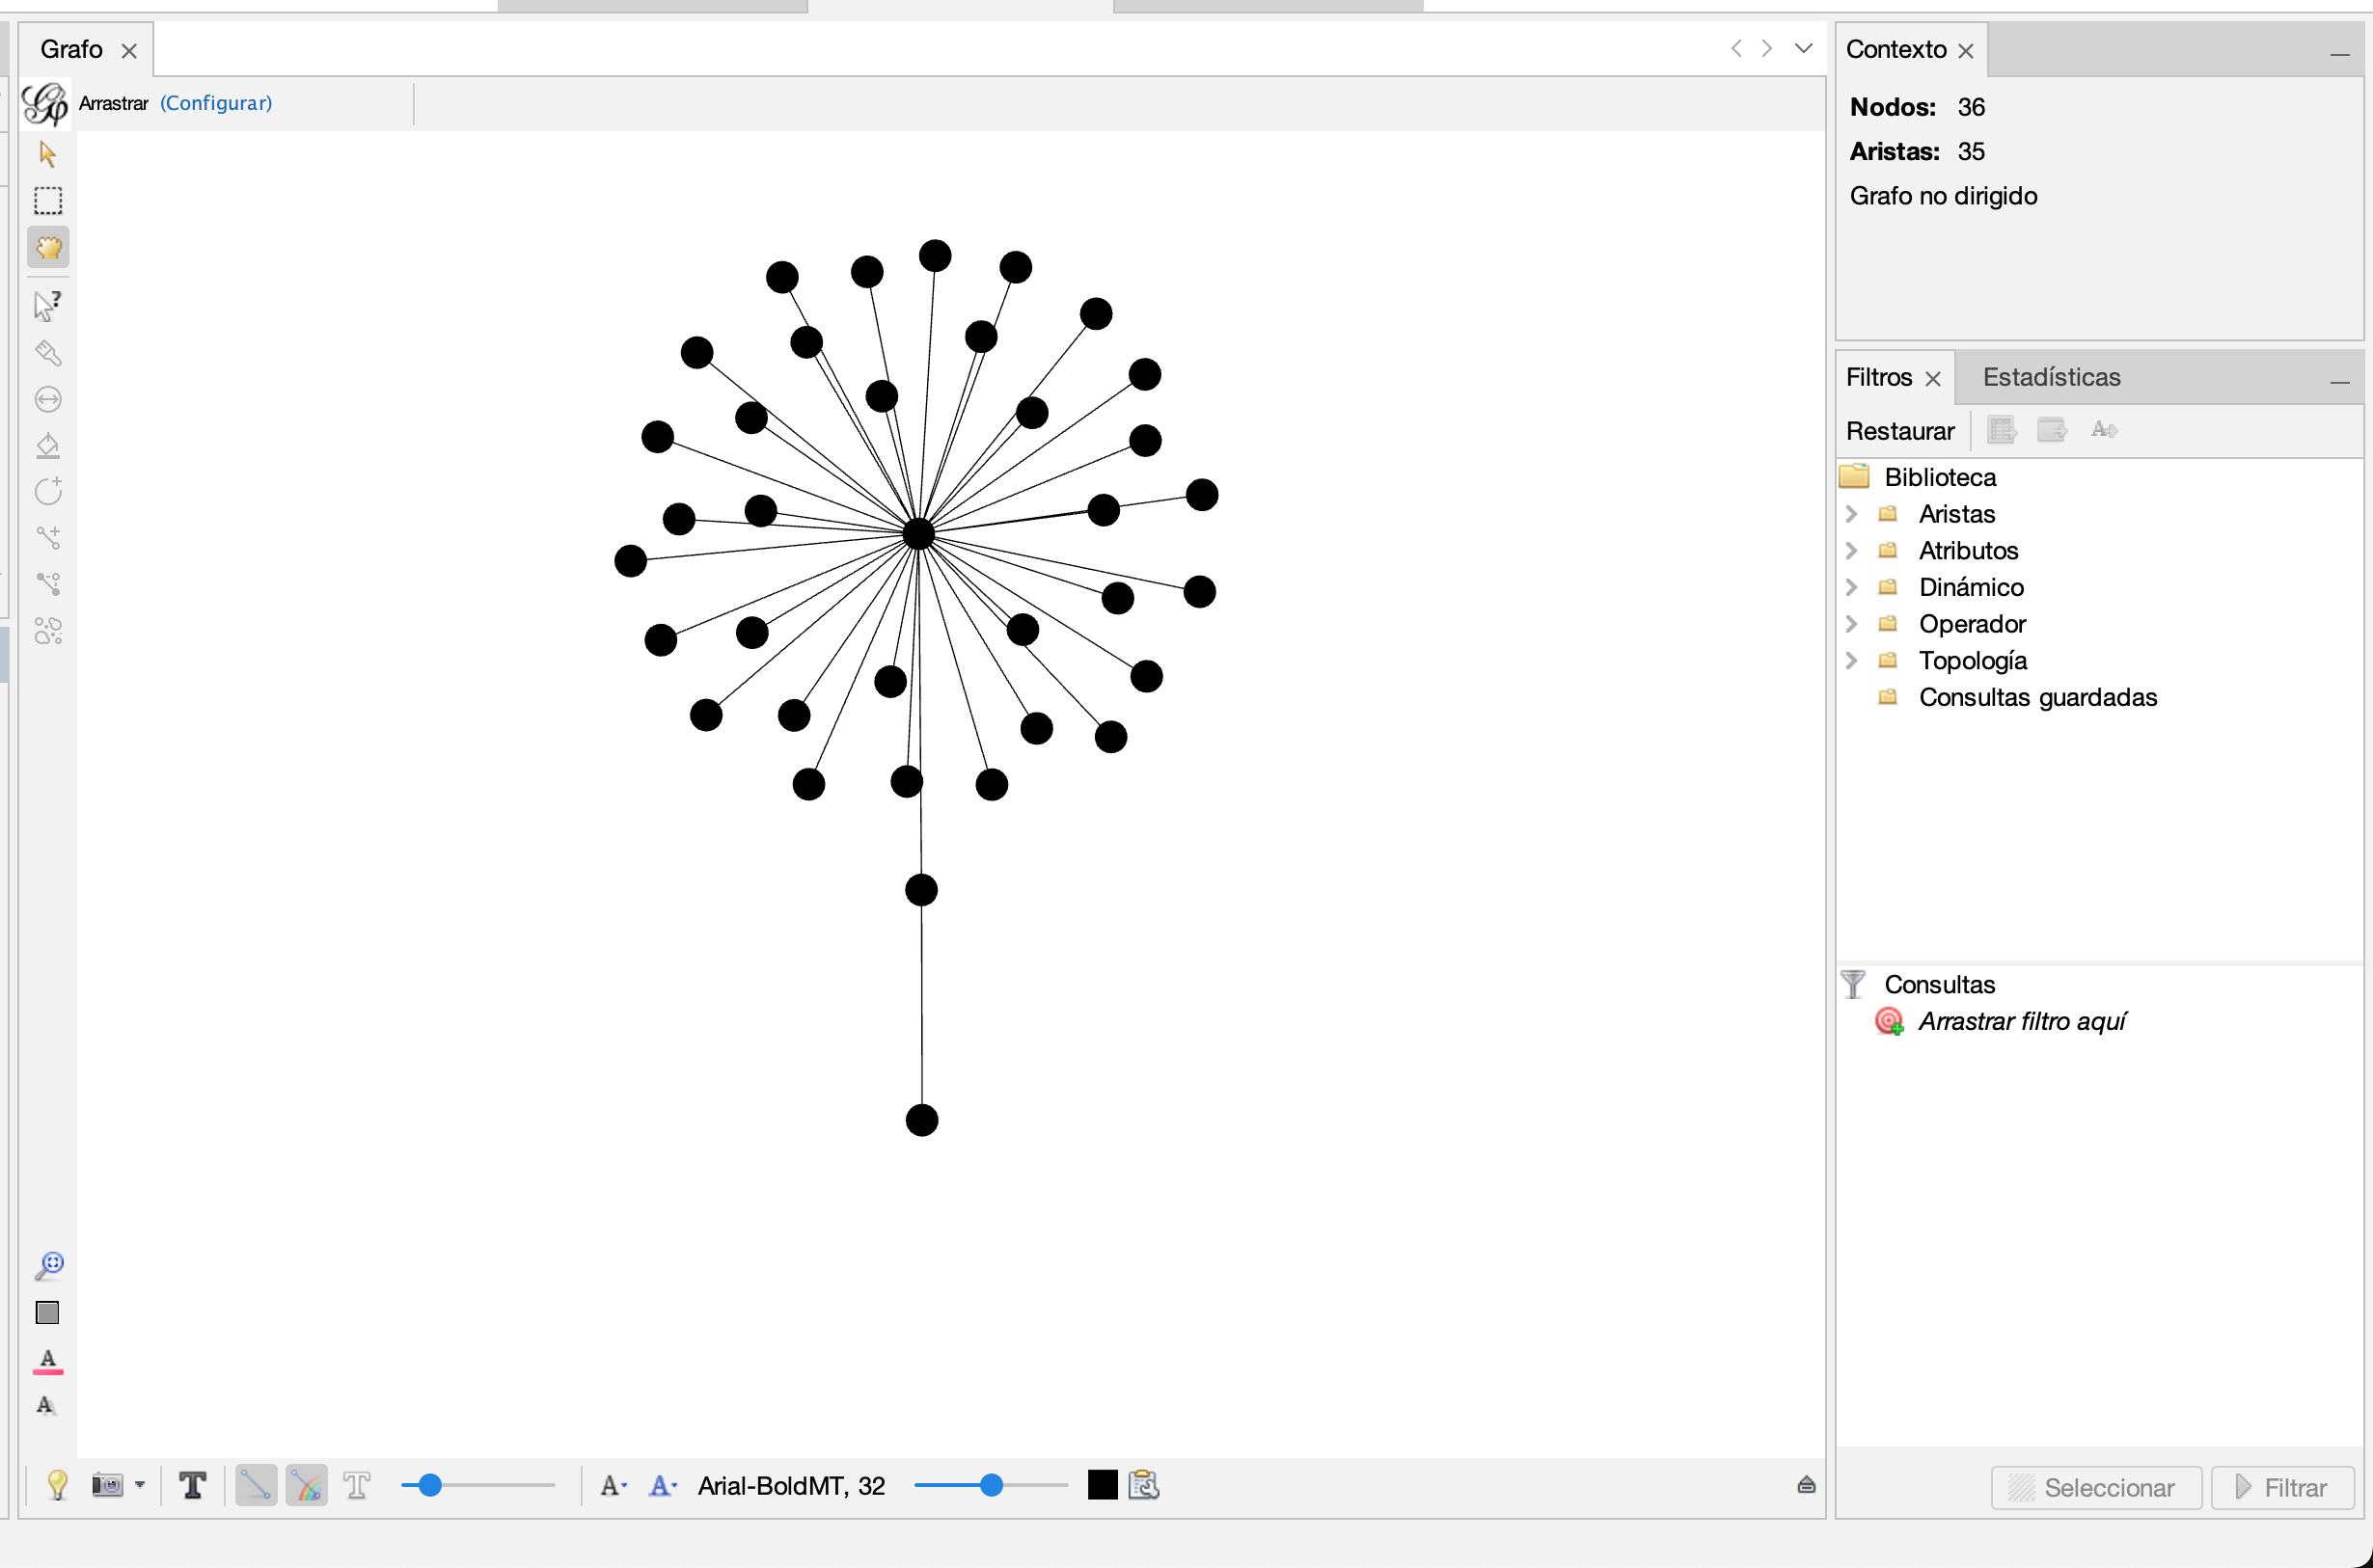 Grafo
Arrastrar (Configurar)
Contexto
Nodos: 36
Aristas: 35
Grafo no dirigido
Filtros Estadísticas
Restaurar
Biblioteca
Aristas
Atributos
Dinámico
Operador
Topología
Consultas guardadas
Consultas
Arrastrar filtro aquí
Arial-BoldMT, 32
Seleccionar Filtrar